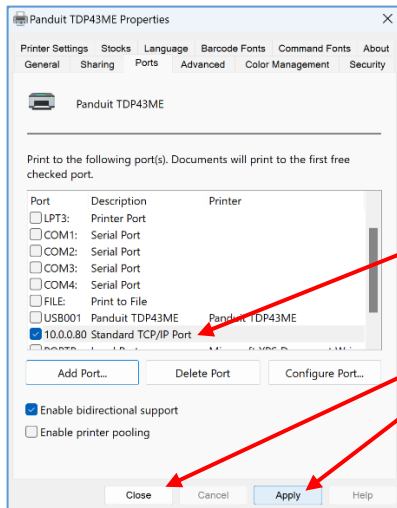 Panduit TDP43ME Properties
Printer Settings Stocks Language Barcode Fonts Command Fonts About
General Sharing Ports Advanced Color Management Security
Panduit TDP43ME
Print to the following port(s). Documents will print to the first free
checked port.
Port Description Printer
LPT3: Printer Port
COM1: Serial Port
COM2: Serial Port
COM3: Serial Port
COM4: Serial Port
FILE: Print to File
USB001 Panduit TDP43ME Panduit TDP43ME
10.0.0.80 Standard TCP/IP Port
Add Port... Delete Port Configure Port...
Enable bidirectional support
Enable printer pooling
Close Cancel Apply Help